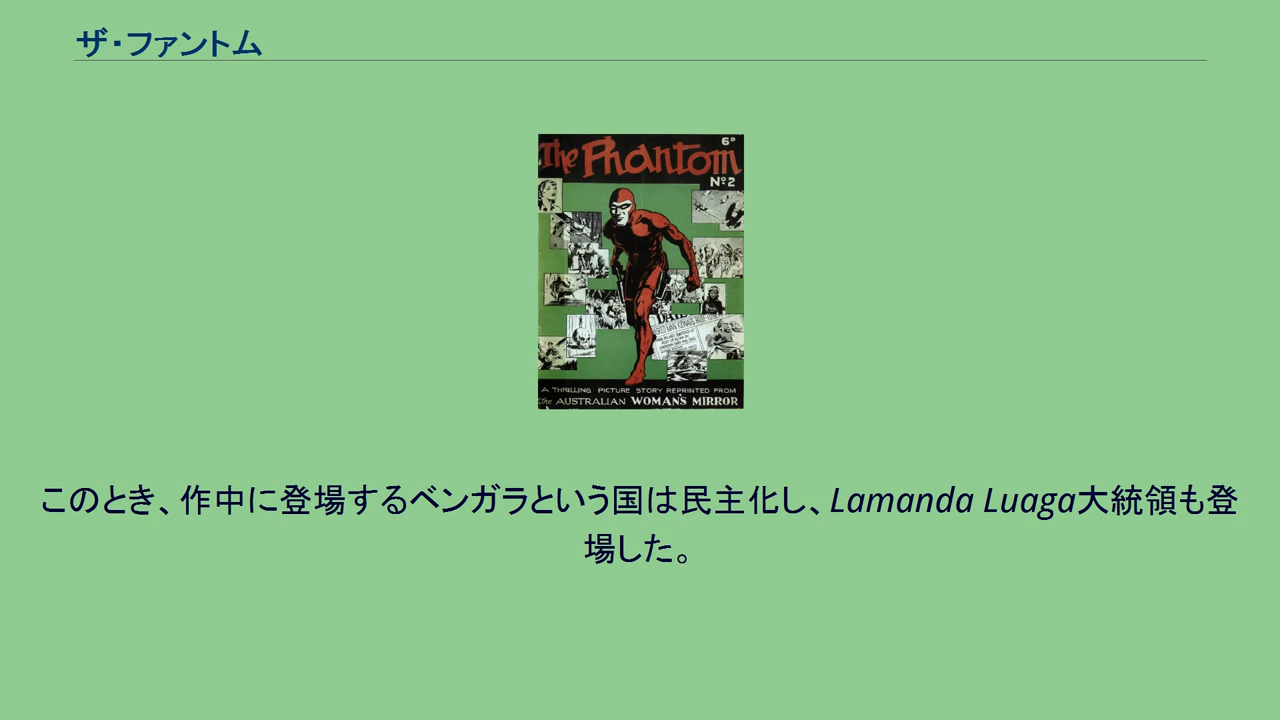 ザ・ファントム
The Phantom
6D
Nº2
A THRILLING PICTURE STORY REPRINTED FROM
The AUSTRALIAN WOMAN'S MIRROR
このとき、作中に登場するベンガラという国は民主化し、Lamanda Luaga大統領も登
場した。